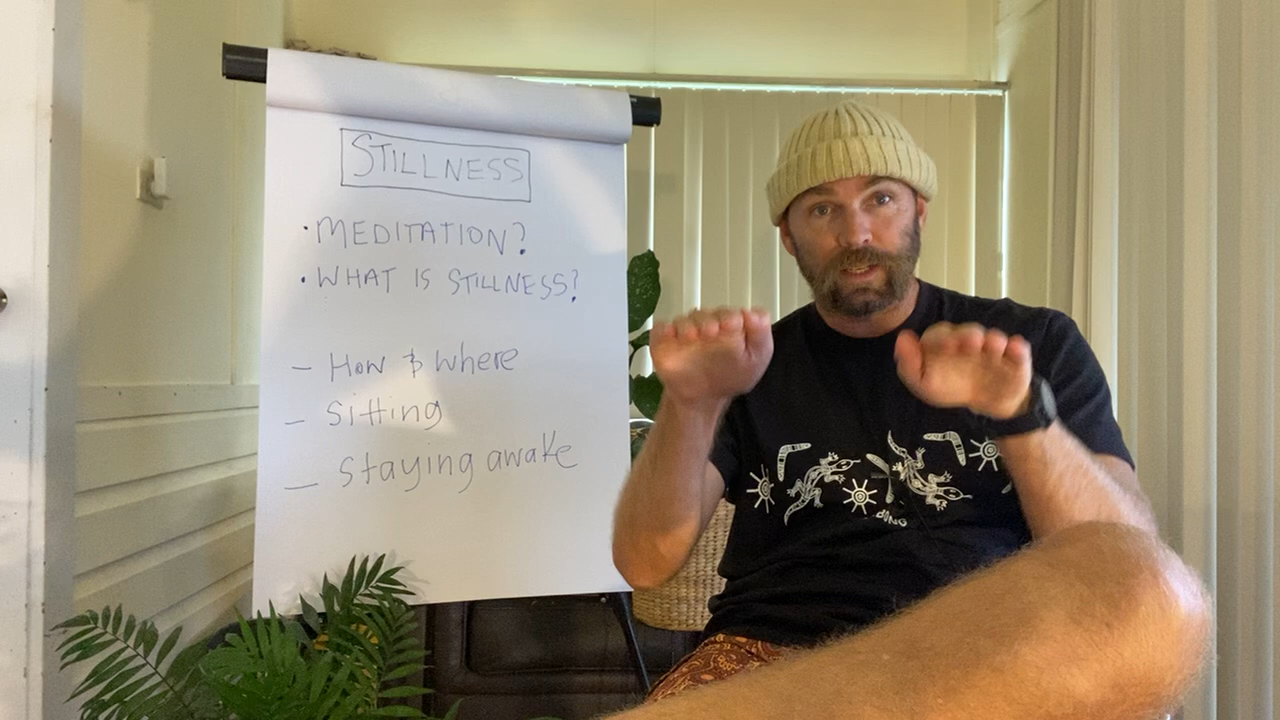 STILLNESS
• MEDITATION?
• WHAT IS STILLNESS?
- How & where
- Sitting
- Staying awake